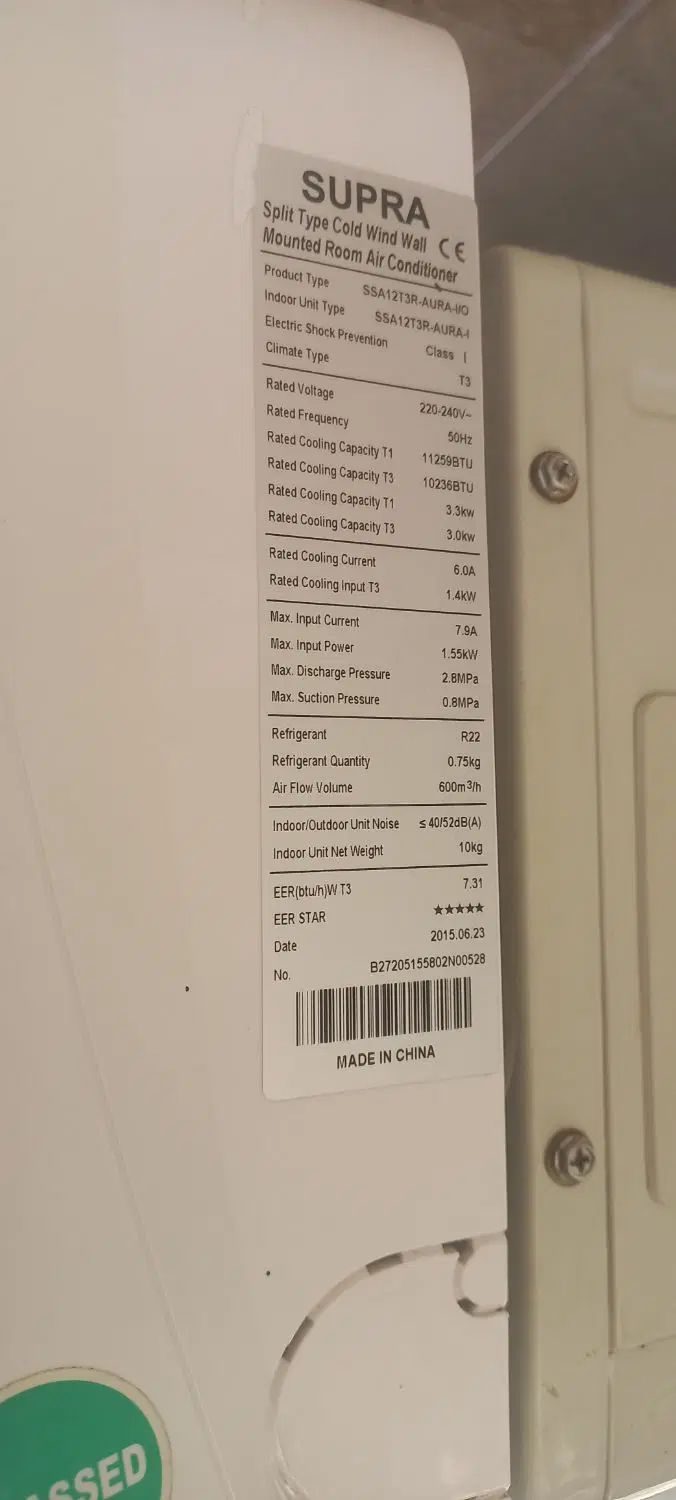 SUPRA
Split Type Cold Wind Wall
Mounted Room Air Conditioner CE
Product Type SSA12T3R-AURA-I/O
Indoor Unit Type SSA12T3R-AURA-I
Electric Shock Prevention Class I
Climate Type T3
Rated Voltage 220-240V~
Rated Frequency 50Hz
Rated Cooling Capacity T1 11259BTU
Rated Cooling Capacity T3 10236BTU
Rated Cooling Capacity T1 3.3kw
Rated Cooling Capacity T3 3.0kw
Rated Cooling Current 6.0A
Rated Cooling Input T3 1.4kW
Max. Input Current 7.9A
Max. Input Power 1.55kW
Max. Discharge Pressure 2.8MPa
Max. Suction Pressure 0.8MPa
Refrigerant R22
Refrigerant Quantity 0.75kg
Air Flow Volume 600m³/h
Indoor/Outdoor Unit Noise ≤40/52dB(A)
Indoor Unit Net Weight 10kg
EER(btu/h)W T3 7.31
EER STAR ★★★★★
Date 2015.06.23
No. B27205155802N00528
MADE IN CHINA
ASSED